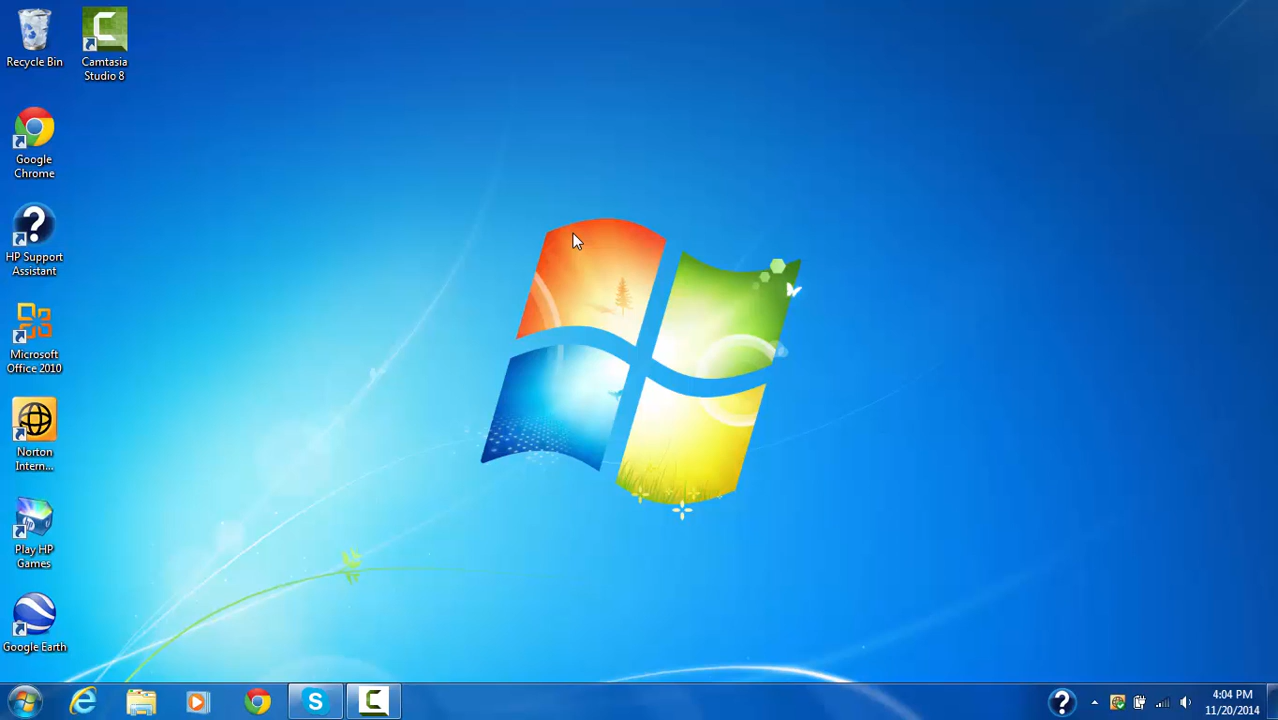 Recycle Bin
Camtasia
Studio 8
Google
Chrome
HP Support
Assistant
Microsoft
Office 2010
Norton
Intern...
Play HP
Games
Google Earth
4:04 PM
11/20/2014